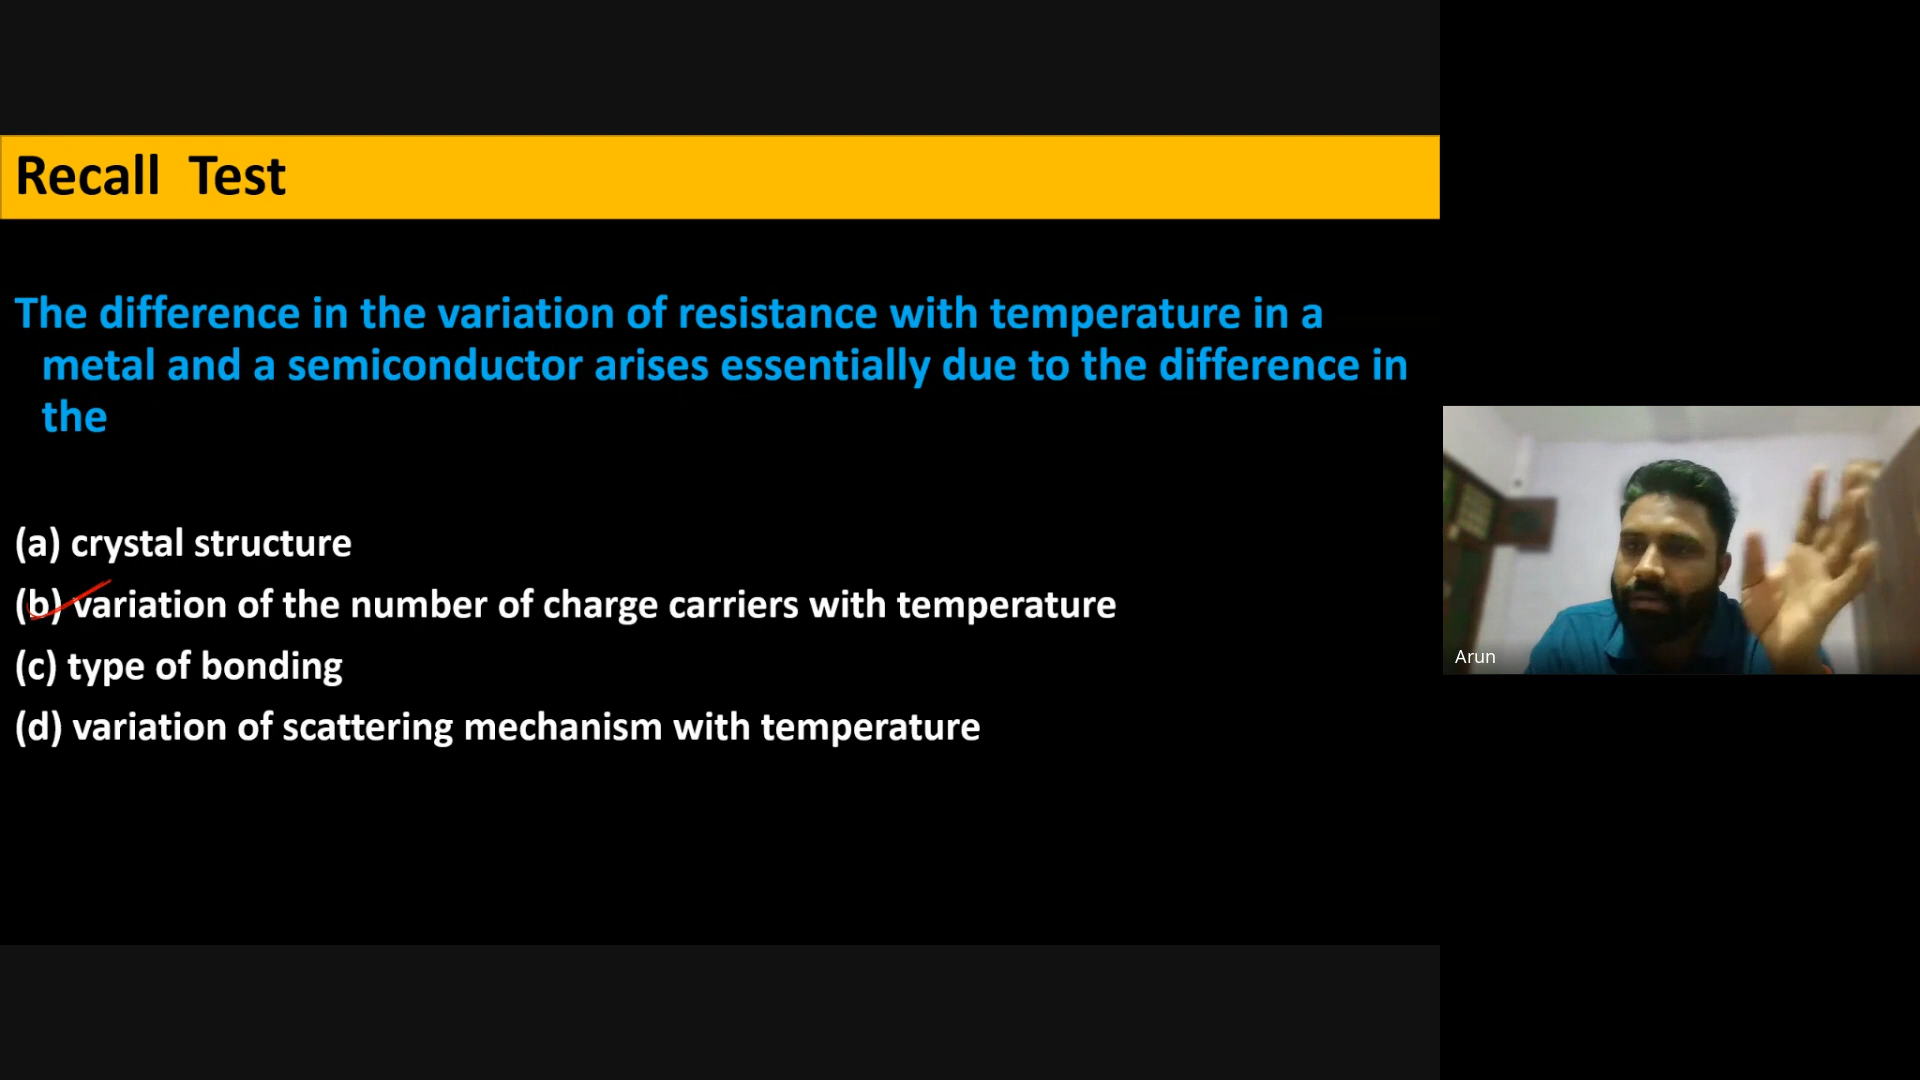 Recall Test
The difference in the variation of resistance with temperature in a
metal and a semiconductor arises essentially due to the difference in
the
(a) crystal structure
(b) variation of the number of charge carriers with temperature
(c) type of bonding
(d) variation of scattering mechanism with temperature
Arun